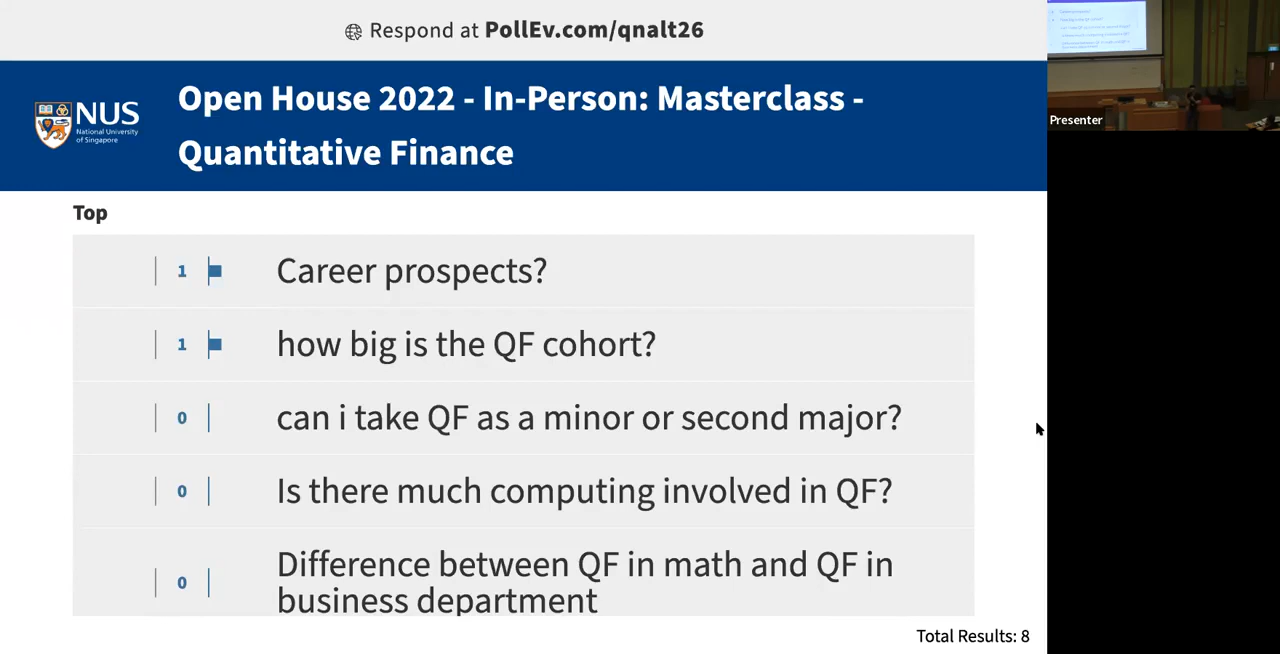 Respond at PollEv.com/qnalt26
NUS
National University
of Singapore
Open House 2022 - In-Person: Masterclass -
Quantitative Finance
Top
1 Career prospects?
1 how big is the QF cohort?
0 can i take QF as a minor or second major?
0 Is there much computing involved in QF?
0 Difference between QF in math and QF in
business department
Total Results: 8
Presenter